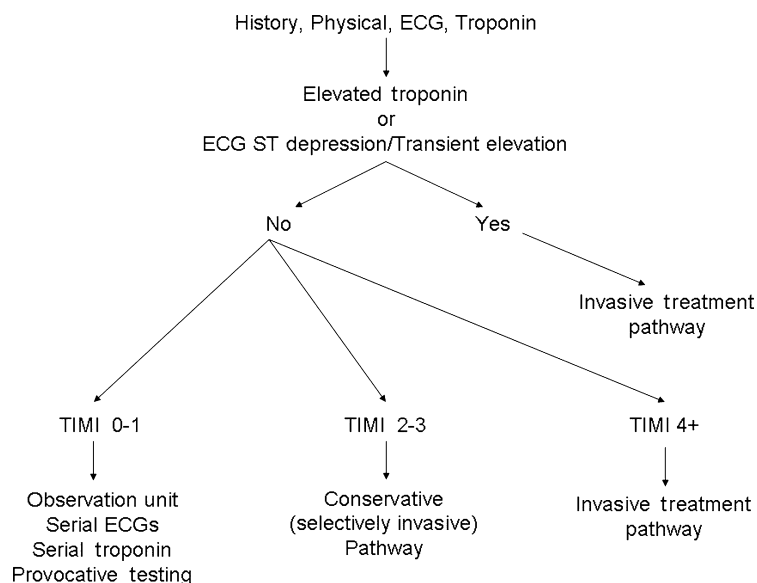 History, Physical, ECG, Troponin
Elevated troponin
or
ECG ST depression/Transient elevation
No
Yes
Invasive treatment
pathway
TIMI 0-1
TIMI 2-3
TIMI 4+
Observation unit
Serial ECGs
Serial troponin
Provocative testing
Conservative
(selectively invasive)
Pathway
Invasive treatment
pathway